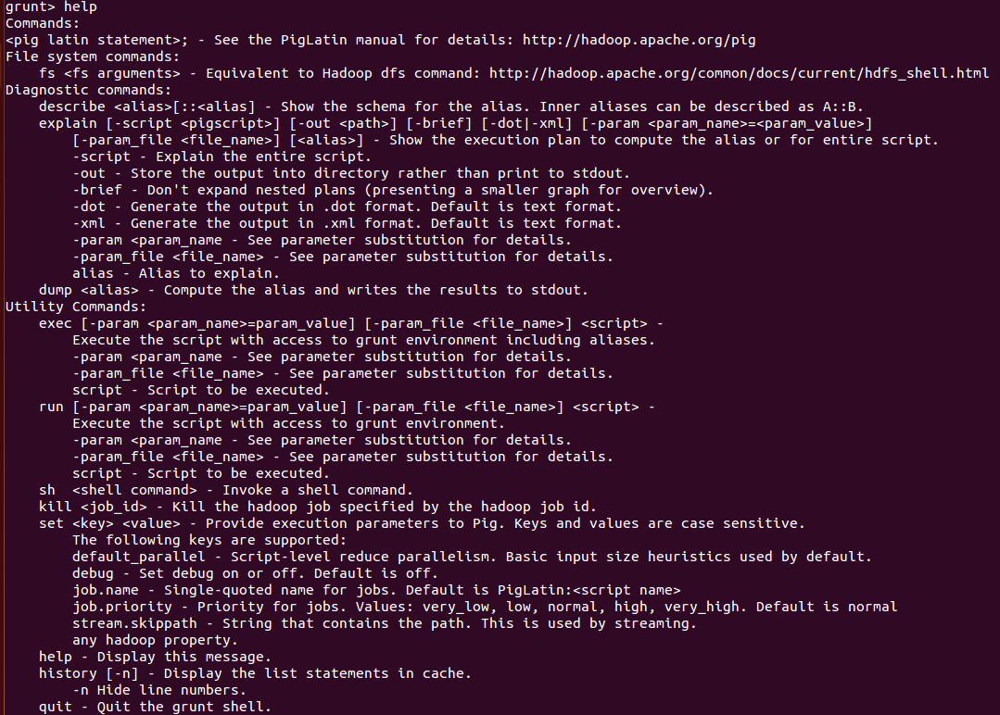 grunt> help
Commands:
<pig latin statement>; - See the PigLatin manual for details: http://hadoop.apache.org/pig
File system commands:
    fs <fs arguments> - Equivalent to Hadoop dfs command: http://hadoop.apache.org/common/docs/current/hdfs_shell.html
Diagnostic commands:
    describe <alias>[::<alias] - Show the schema for the alias. Inner aliases can be described as A::B.
    explain [-script <pigscript>] [-out <path>] [-brief] [-dot|-xml] [-param <param_name>=<param_value>]
        [-param_file <file_name>] [<alias>] - Show the execution plan to compute the alias or for entire script.
        -script - Explain the entire script.
        -out - Store the output into directory rather than print to stdout.
        -brief - Don't expand nested plans (presenting a smaller graph for overview).
        -dot - Generate the output in .dot format. Default is text format.
        -xml - Generate the output in .xml format. Default is text format.
        -param <param_name - See parameter substitution for details.
        -param_file <file_name> - See parameter substitution for details.
        alias - Alias to explain.
    dump <alias> - Compute the alias and writes the results to stdout.
Utility Commands:
    exec [-param <param_name>=param_value] [-param_file <file_name>] <script> -
        Execute the script with access to grunt environment including aliases.
        -param <param_name - See parameter substitution for details.
        -param_file <file_name> - See parameter substitution for details.
        script - Script to be executed.
    run [-param <param_name>=param_value] [-param_file <file_name>] <script> -
        Execute the script with access to grunt environment.
        -param <param_name - See parameter substitution for details.
        -param_file <file_name> - See parameter substitution for details.
        script - Script to be executed.
    sh  <shell command> - Invoke a shell command.
    kill <job_id> - Kill the hadoop job specified by the hadoop job id.
    set <key> <value> - Provide execution parameters to Pig. Keys and values are case sensitive.
        The following keys are supported:
        default_parallel - Script-level reduce parallelism. Basic input size heuristics used by default.
        debug - Set debug on or off. Default is off.
        job.name - Single-quoted name for jobs. Default is PigLatin:<script name>
        job.priority - Priority for jobs. Values: very_low, low, normal, high, very_high. Default is normal
        stream.skippath - String that contains the path. This is used by streaming.
        any hadoop property.
    help - Display this message.
    history [-n] - Display the list statements in cache.
        -n Hide line numbers.
    quit - Quit the grunt shell.